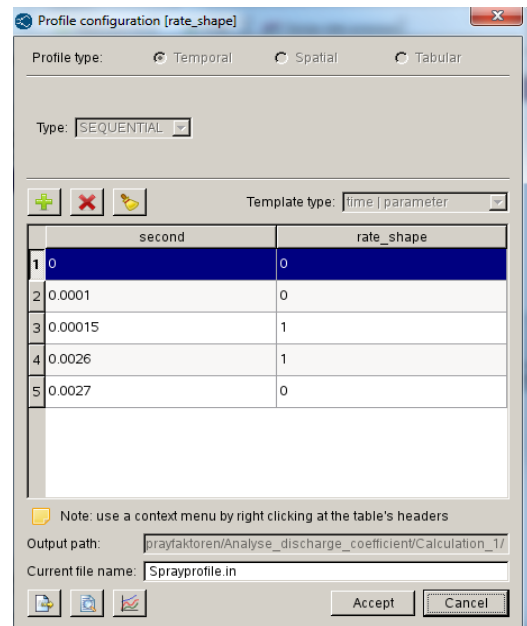 Profile configuration [rate_shape]
Profile type: Temporal Spatial Tabular
Type: SEQUENTIAL
Template type: time | parameter
second rate_shape
1 0 0
2 0.0001 0
3 0.00015 1
4 0.0026 1
5 0.0027 0
Note: use a context menu by right clicking at the table's headers
Output path: prayfaktoren/Analyse_discharge_coefficient/Calculation_1/
Current file name: Sprayprofile.in
Accept Cancel